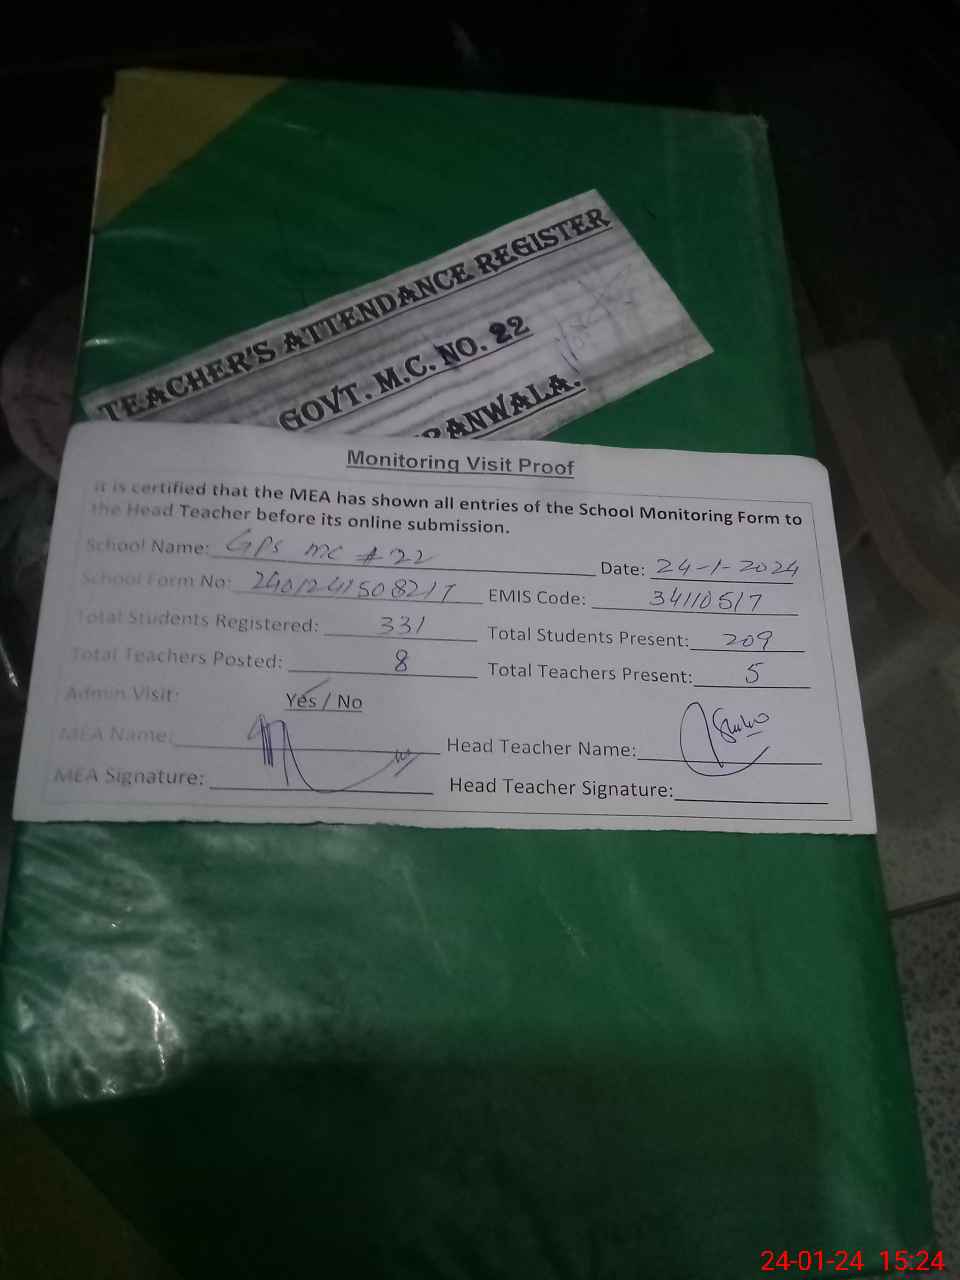 TEACHER'S ATTENDANCE REGISTER
GOVT. M.C. NO. 22
RANWALA.
Monitoring Visit Proof
It is certified that the MEA has shown all entries of the School Monitoring Form to
the Head Teacher before its online submission.
School Name: GPS MC # 22
Date: 24-1-2024
School Form No: 2401241508217
EMIS Code: 34110517
Total Students Registered: 331
Total Students Present: 209
Total Teachers Posted: 8
Total Teachers Present: 5
Admin Visit: Yes / No
MEA Name:
Head Teacher Name:
MEA Signature:
Head Teacher Signature:
24-01-24 15:24